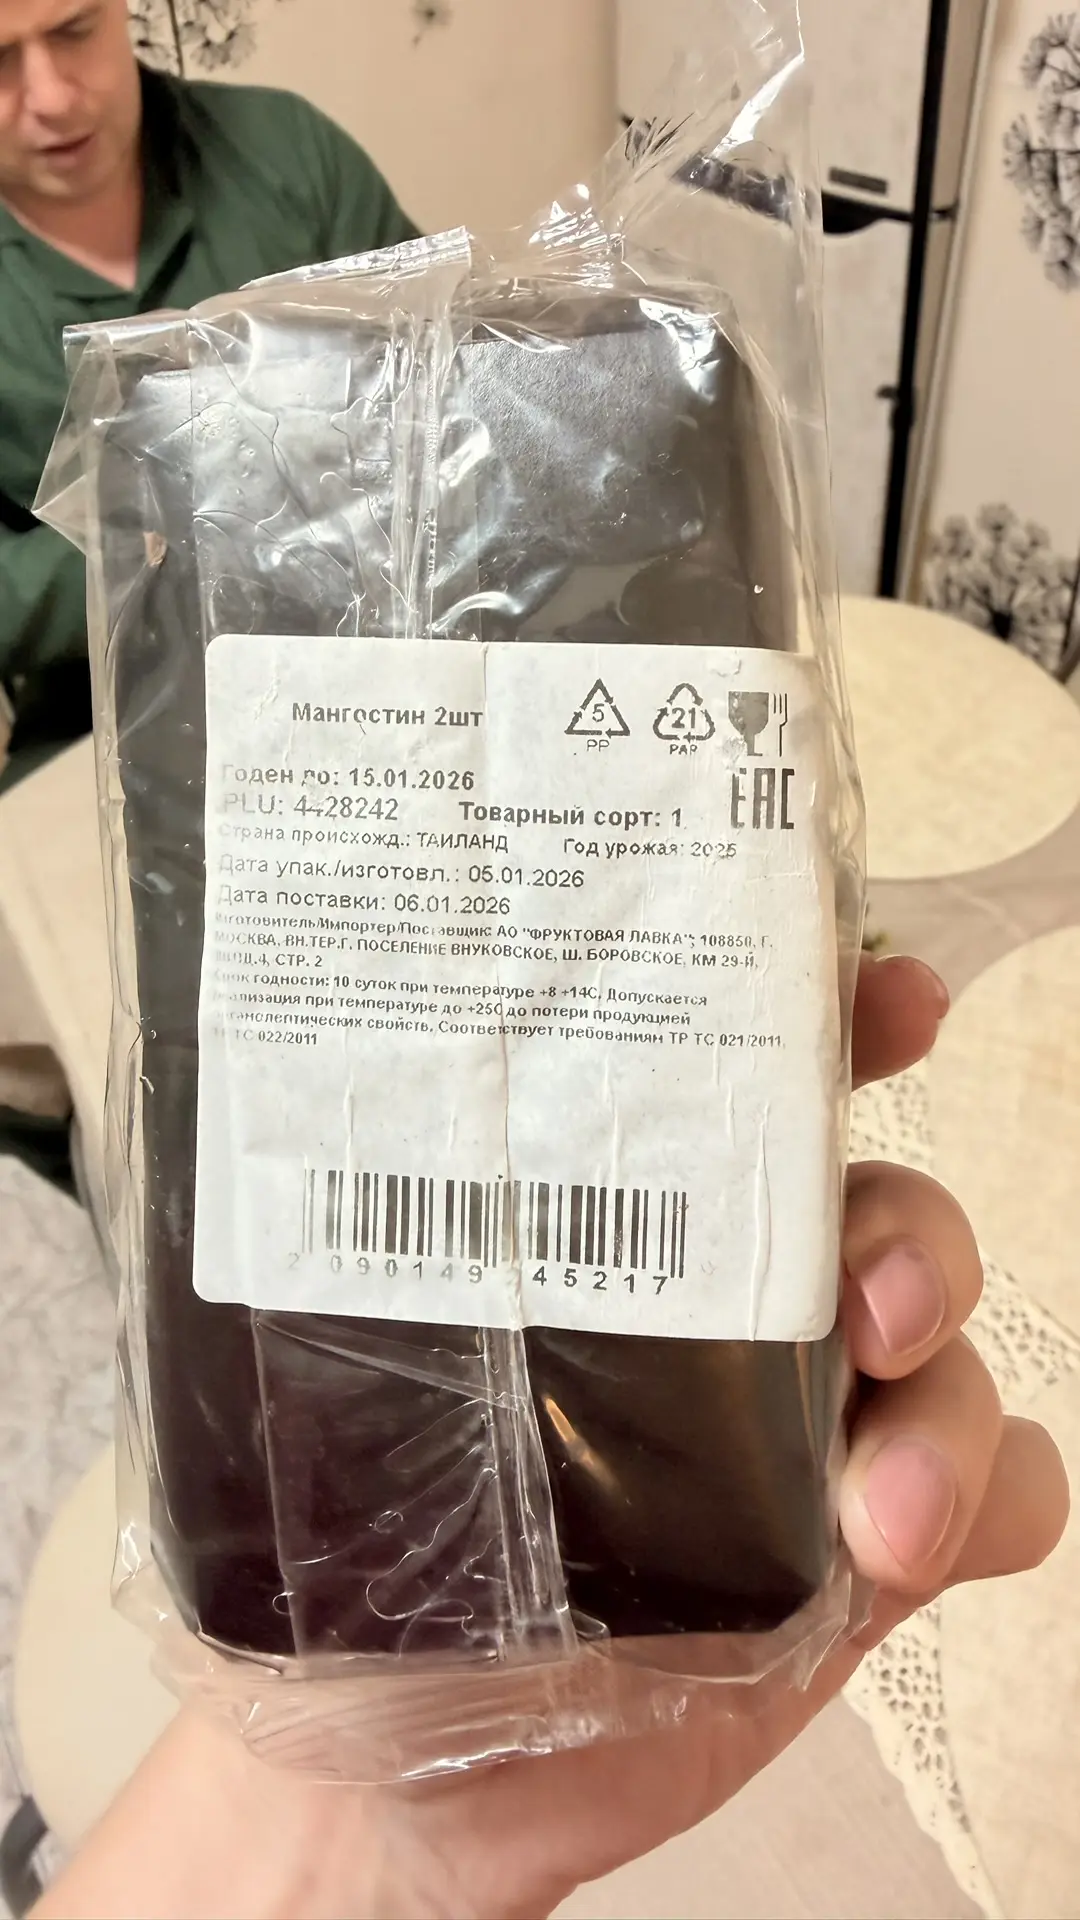 Мангостин 2шт
5
PP
21
PAP
EAC
Годен до: 15.01.2026
PLU: 4428242 Товарный сорт: 1
Страна происхожд.: ТАИЛАНД Год урожая: 2025
Дата упак./изготовл.: 05.01.2026
Дата поставки: 06.01.2026
Изготовитель/Импортер/Поставщик: АО "ФРУКТОВАЯ ЛАВКА"; 108850, Г.
МОСКВА, ВН.ТЕР.Г. ПОСЕЛЕНИЕ ВНУКОВСКОЕ, Ш. БОРОВСКОЕ, КМ 29-Й,
4, СТР. 2
Срок годности: 10 суток при температуре +8 +14С. Допускается
реализация при температуре до +25С до потери продукцией
органолептических свойств. Соответствует требованиям ТР ТС 021/2011,
ТР ТС 022/2011
2 090149 45217